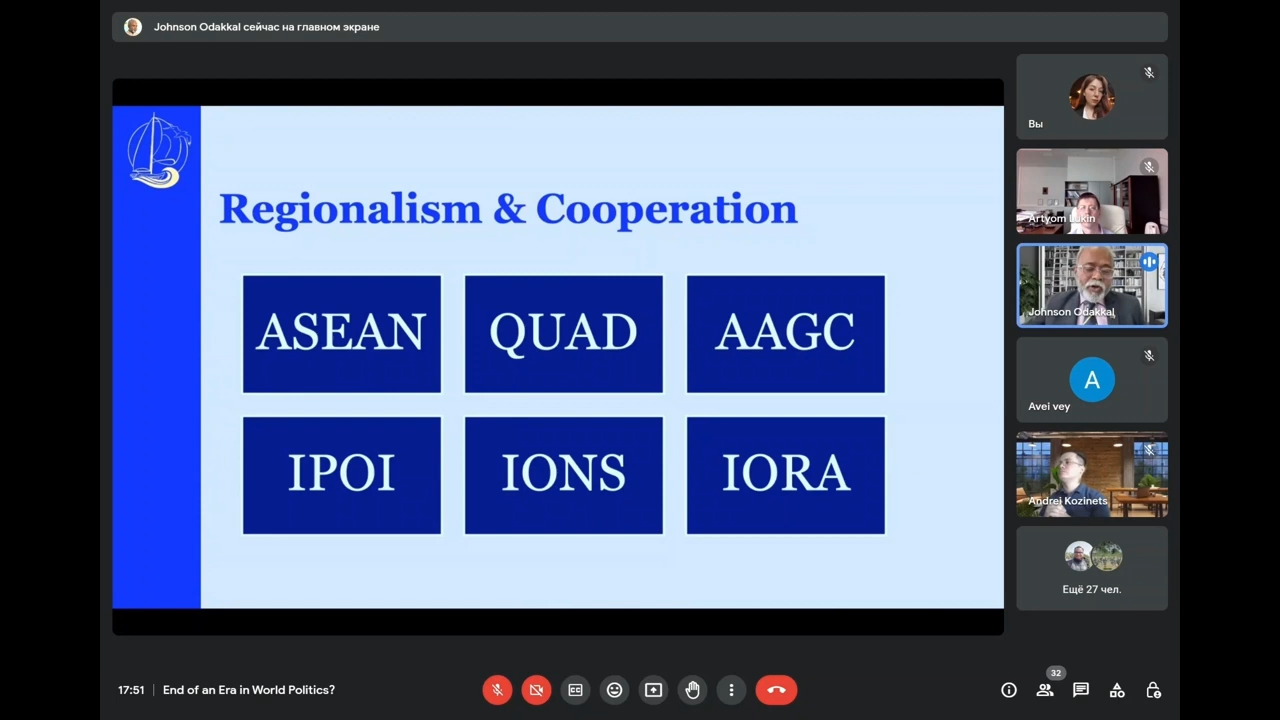 Johnson Odakkal сейчас на главном экране
Regionalism & Cooperation
ASEAN
QUAD
AAGC
IPOI
IONS
IORA
Вы
Artyom Lukin
Johnson Odakkal
A
Avei vey
Andrei Kozinets
Ещё 27 чел.
17:51
End of an Era in World Politics?
CC
32